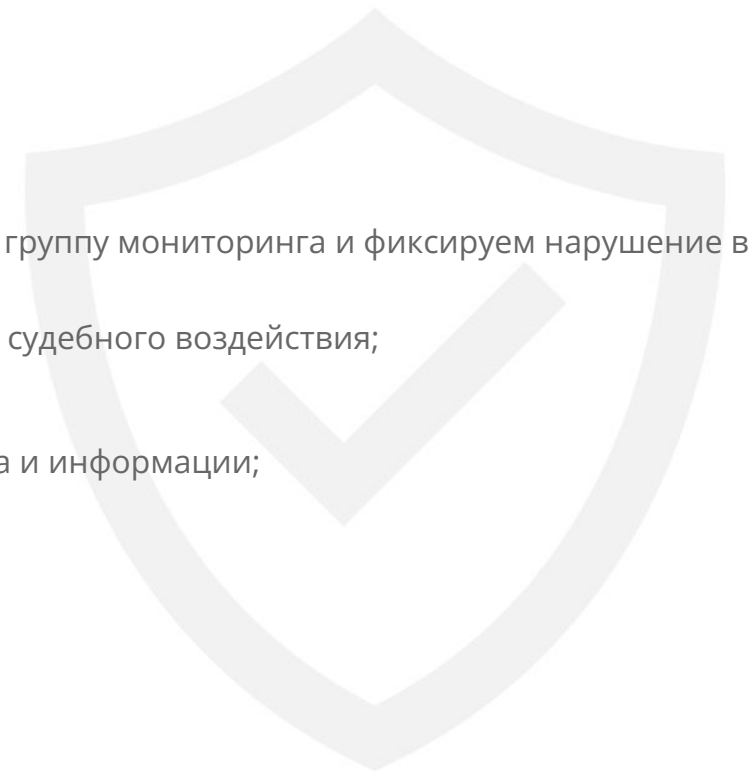 группу мониторинга и фиксируем нарушение в
судебного воздействия;
а и информации;